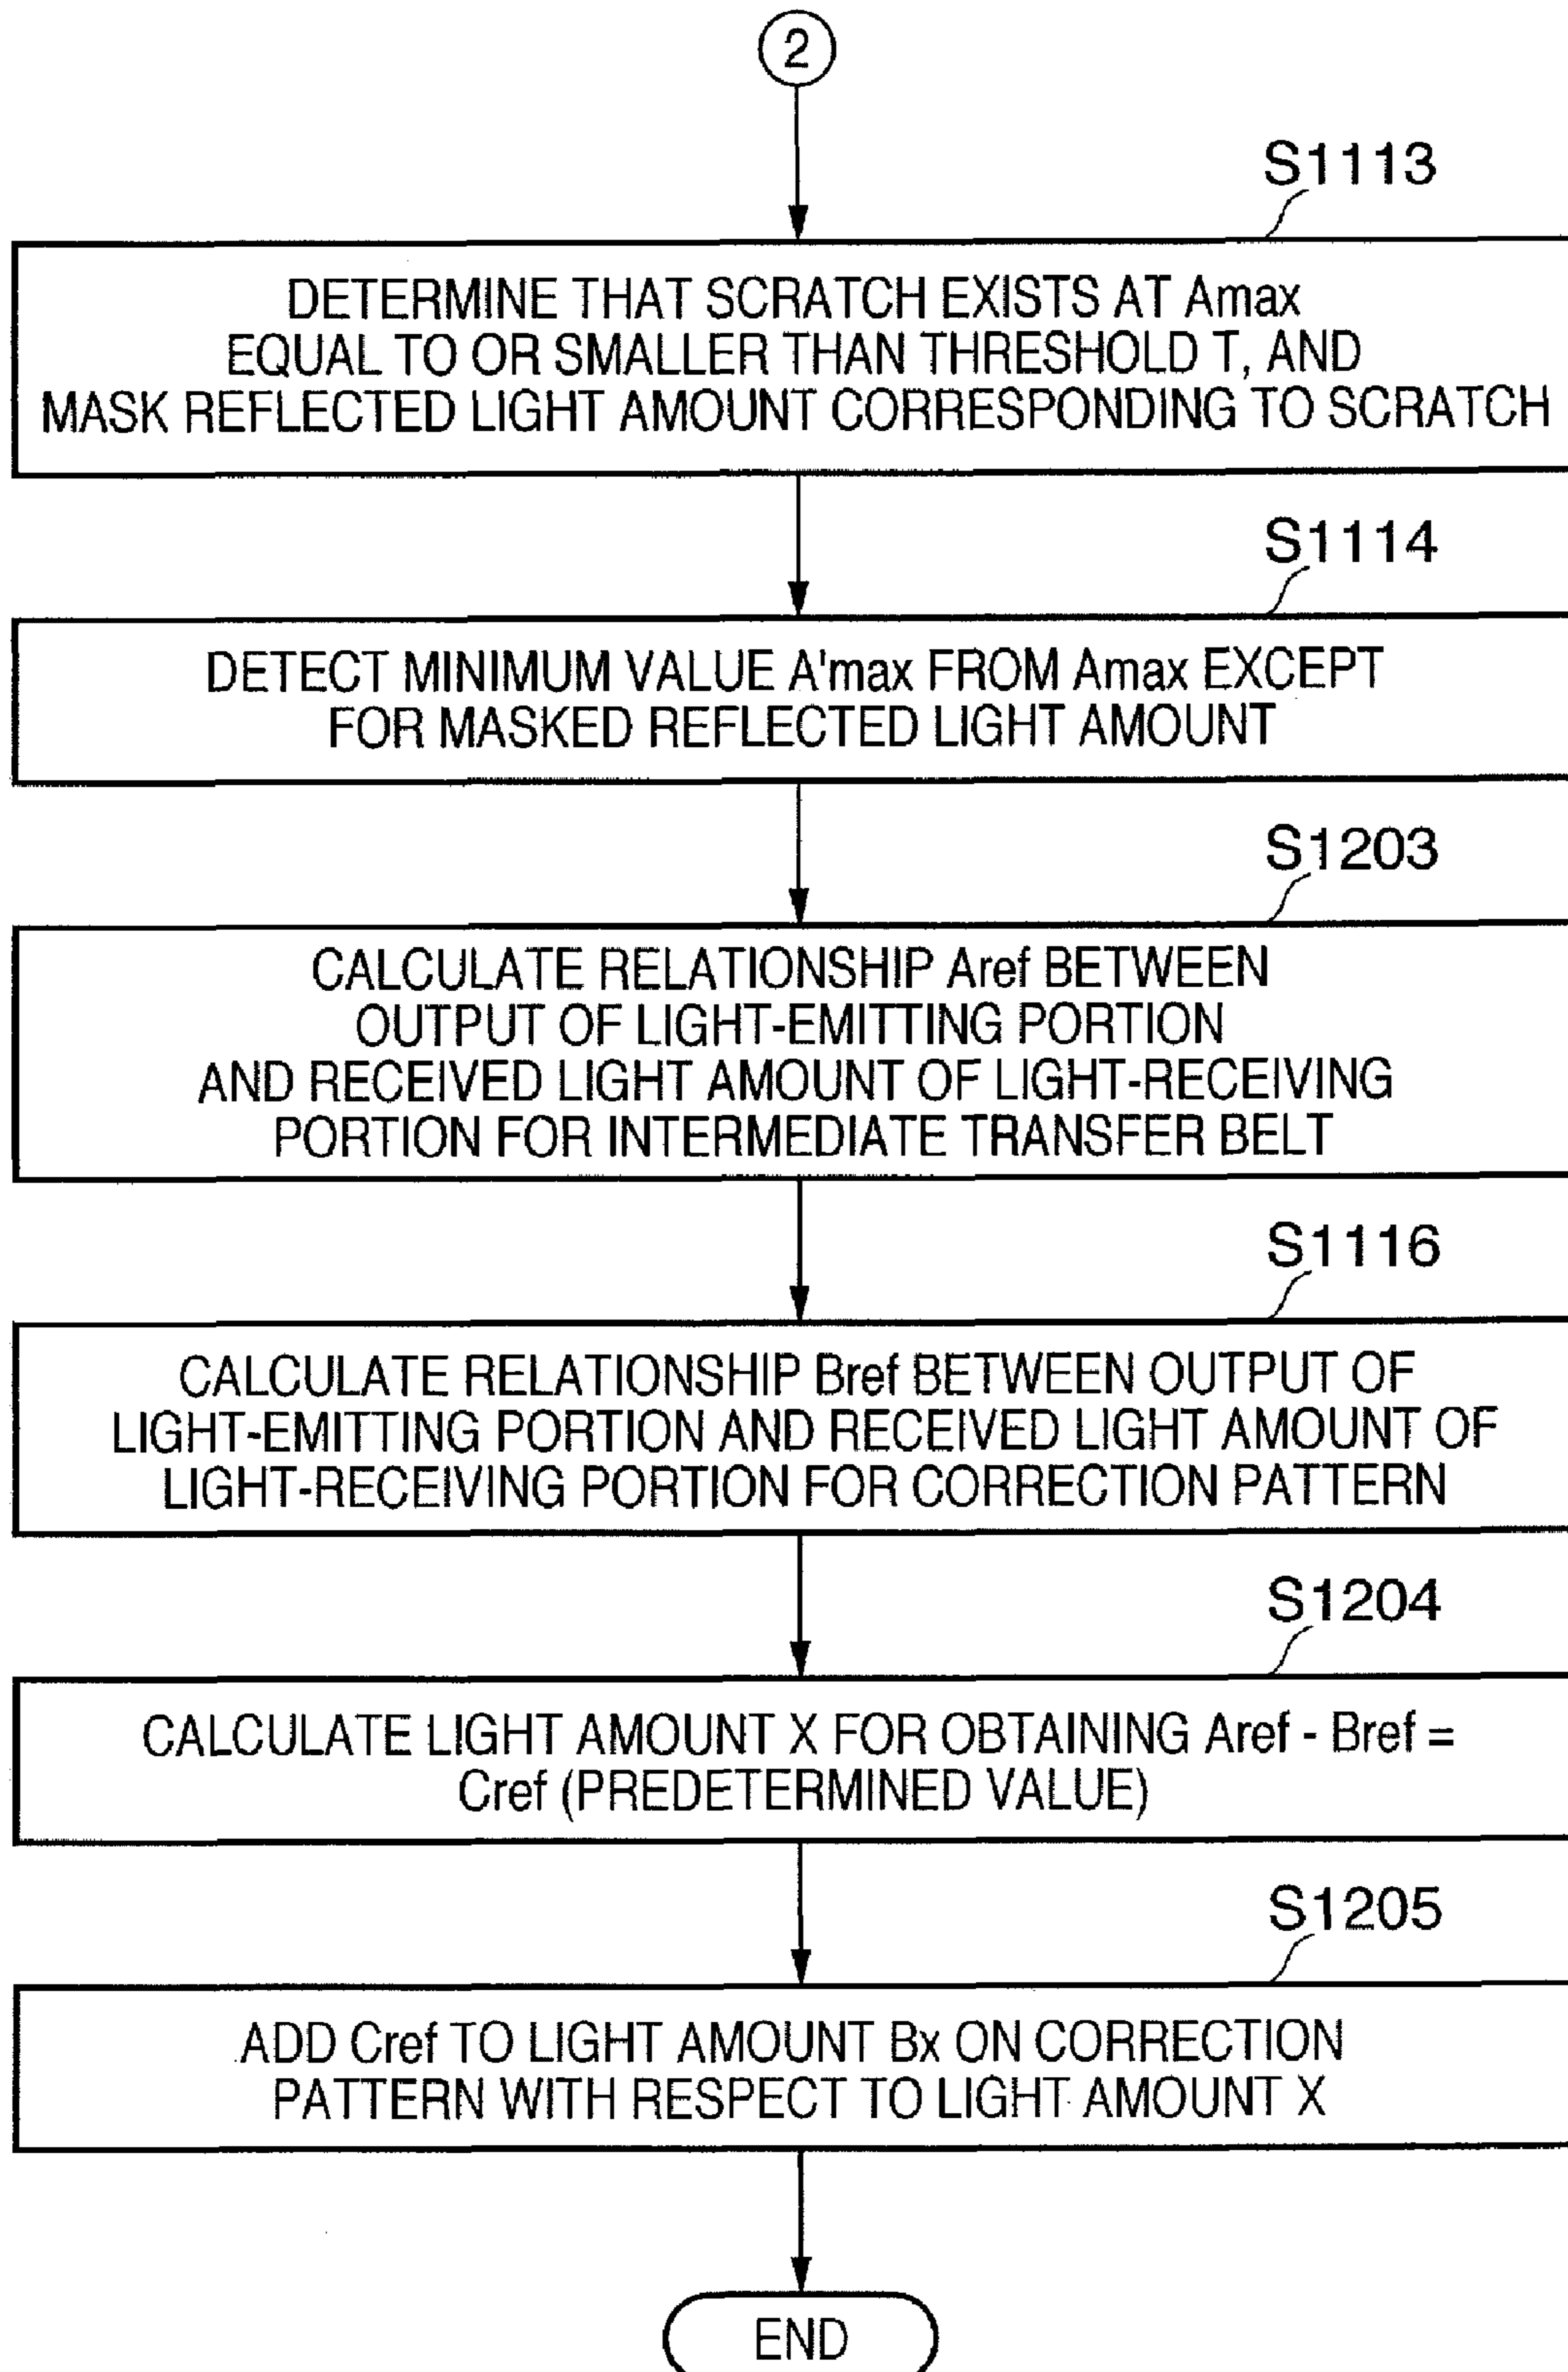 2
S1113
DETERMINE THAT SCRATCH EXISTS AT Amax
EQUAL TO OR SMALLER THAN THRESHOLD T, AND
MASK REFLECTED LIGHT AMOUNT CORRESPONDING TO SCRATCH
S1114
DETECT MINIMUM VALUE A'max FROM Amax EXCEPT
FOR MASKED REFLECTED LIGHT AMOUNT
S1203
CALCULATE RELATIONSHIP Aref BETWEEN
OUTPUT OF LIGHT-EMITTING PORTION
AND RECEIVED LIGHT AMOUNT OF LIGHT-RECEIVING
PORTION FOR INTERMEDIATE TRANSFER BELT
S1116
CALCULATE RELATIONSHIP Bref BETWEEN OUTPUT OF
LIGHT-EMITTING PORTION AND RECEIVED LIGHT AMOUNT OF
LIGHT-RECEIVING PORTION FOR CORRECTION PATTERN
S1204
CALCULATE LIGHT AMOUNT X FOR OBTAINING Aref - Bref =
Cref (PREDETERMINED VALUE)
S1205
ADD Cref TO LIGHT AMOUNT Bx ON CORRECTION
PATTERN WITH RESPECT TO LIGHT AMOUNT X
END